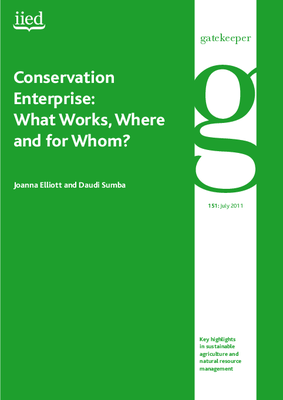 iied
gatekeeper
Conservation
Enterprise:
What Works, Where
and for Whom?
g
Joanna Elliott and Daudi Sumba
151: July 2011
Key highlights
in sustainable
agriculture and
natural resource
management